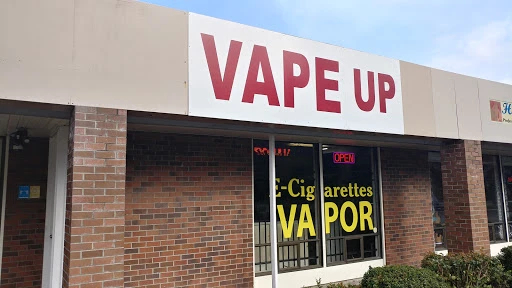 VAPE UP
OPEN
E-Cigarettes
VAPOR